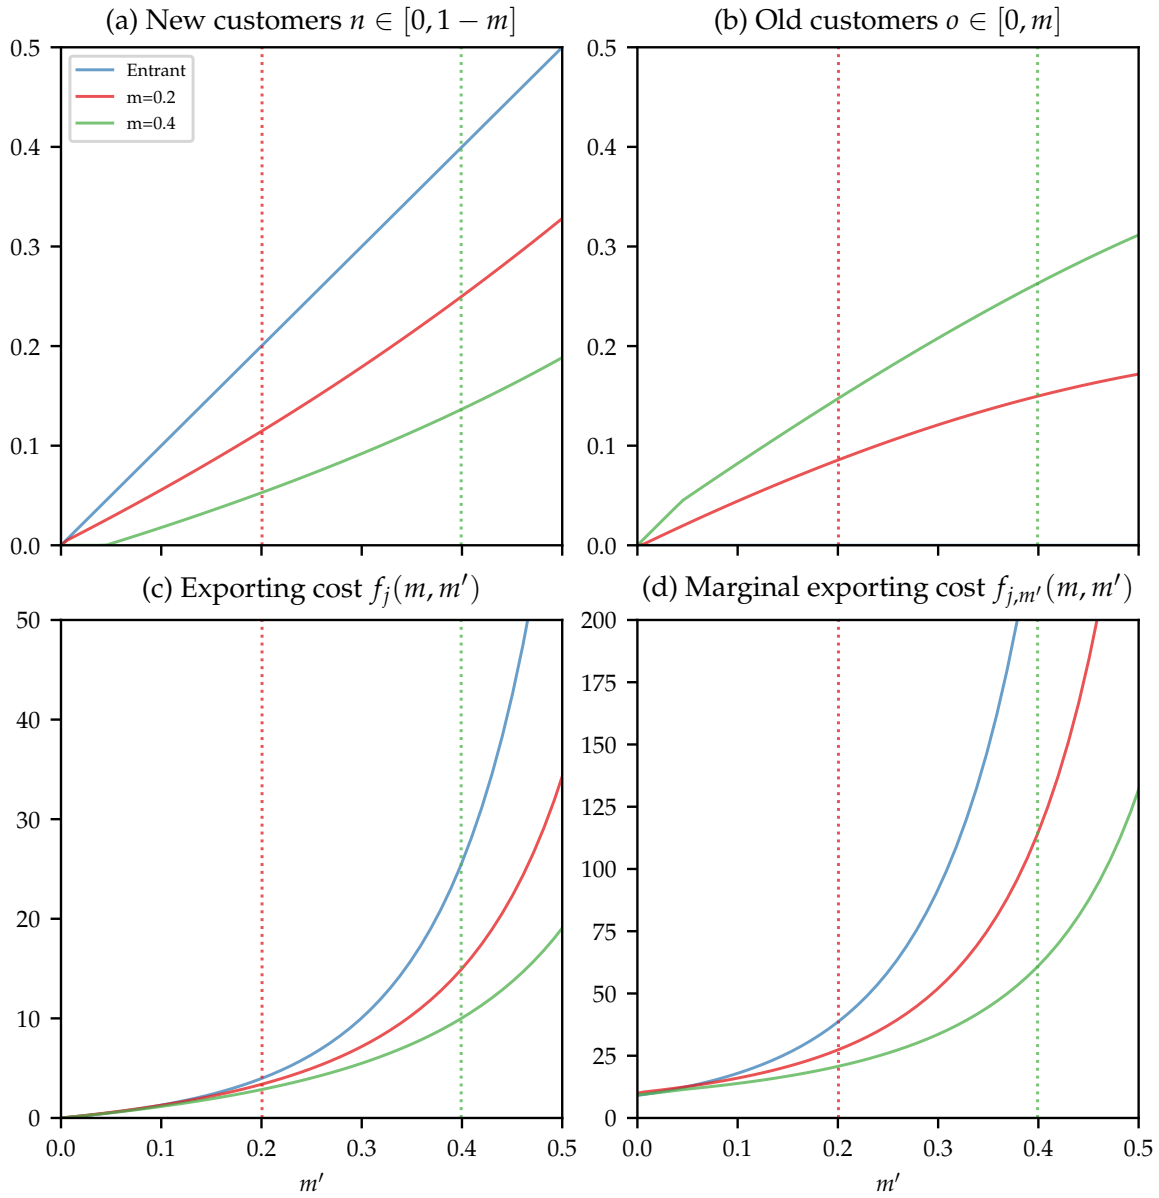 (a) New customers n ∈ [0, 1 − m]
(b) Old customers o ∈ [0, m]
0.5
0.4
0.3
0.2
0.1
0.0
Entrant
m=0.2
m=0.4
0.5
0.4
0.3
0.2
0.1
0.0
(c) Exporting cost f_j(m, m′)
(d) Marginal exporting cost f_{j,m′}(m, m′)
50
40
30
20
10
0
0.0 0.1 0.2 0.3 0.4 0.5
m′
200
175
150
125
100
75
50
25
0
0.0 0.1 0.2 0.3 0.4 0.5
m′